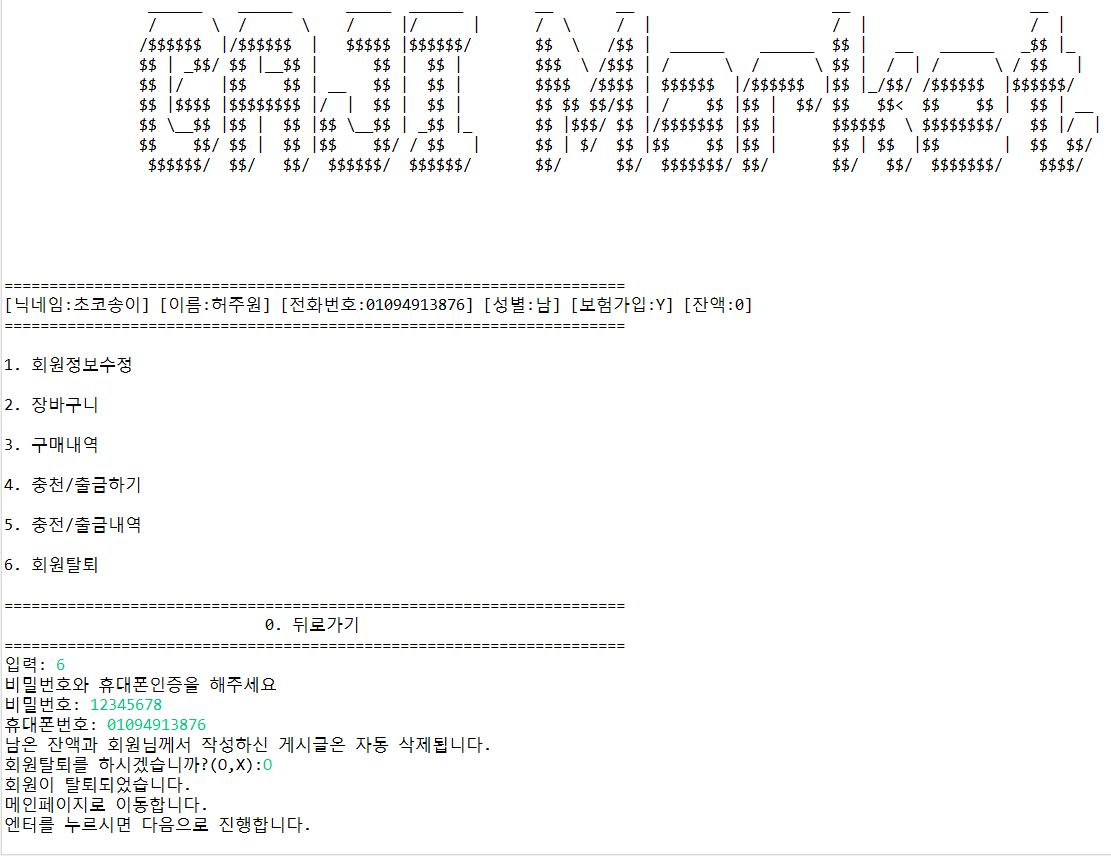 GAJI Market
=====================================================================
[닉네임:초코송이] [이름:허주원] [전화번호:01094913876] [성별:남] [보험가입:Y] [잔액:0]
=====================================================================
1. 회원정보수정
2. 장바구니
3. 구매내역
4. 충천/출금하기
5. 충전/출금내역
6. 회원탈퇴
=====================================================================
0. 뒤로가기
=====================================================================
입력: 6
비밀번호와 휴대폰인증을 해주세요
비밀번호: 12345678
휴대폰번호: 01094913876
남은 잔액과 회원님께서 작성하신 게시글은 자동 삭제됩니다.
회원탈퇴를 하시겠습니까?(O,X):O
회원이 탈퇴되었습니다.
메인페이지로 이동합니다.
엔터를 누르시면 다음으로 진행합니다.